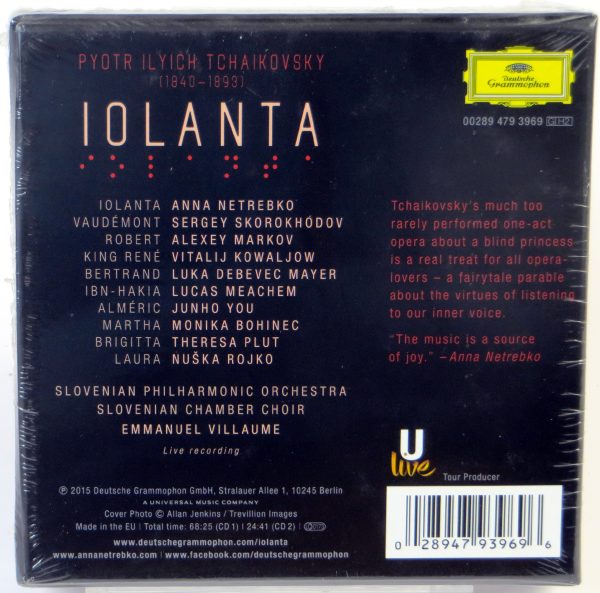 PYOTR ILYICH TCHAIKOVSKY
(1840–1893)
IOLANTA
Deutsche
Grammophon
00289 479 3969 GH2
IOLANTA ANNA NETREBKO
VAUDÉMONT SERGEY SKOROKHÓDOV
ROBERT ALEXEY MARKOV
KING RENÉ VITALIJ KOWALJOW
BERTRAND LUKA DEBEVEC MAYER
IBN-HAKIA LUCAS MEACHEM
ALMÉRIC JUNHO YOU
MARTHA MONIKA BOHINEC
BRIGITTA THERESA PLUT
LAURA NUŠKA ROJKO
SLOVENIAN PHILHARMONIC ORCHESTRA
SLOVENIAN CHAMBER CHOIR
EMMANUEL VILLAUME
Live recording
Tchaikovsky's much too
rarely performed one-act
opera about a blind princess
is a real treat for all opera-
lovers – a fairytale parable
about the virtues of listening
to our inner voice.
"The music is a source
of joy." –Anna Netrebko
U
live
Tour Producer
℗ 2015 Deutsche Grammophon GmbH, Stralauer Allee 1, 10245 Berlin
A UNIVERSAL MUSIC COMPANY
Cover Photo © Allan Jenkins / Trevillion Images
Made in the EU | Total time: 68:25 (CD 1) | 24:41 (CD 2)
www.deutschegrammophon.com/iolanta
www.annanetrebko.com | www.facebook.com/deutschegrammophon
0 28947 93969 6